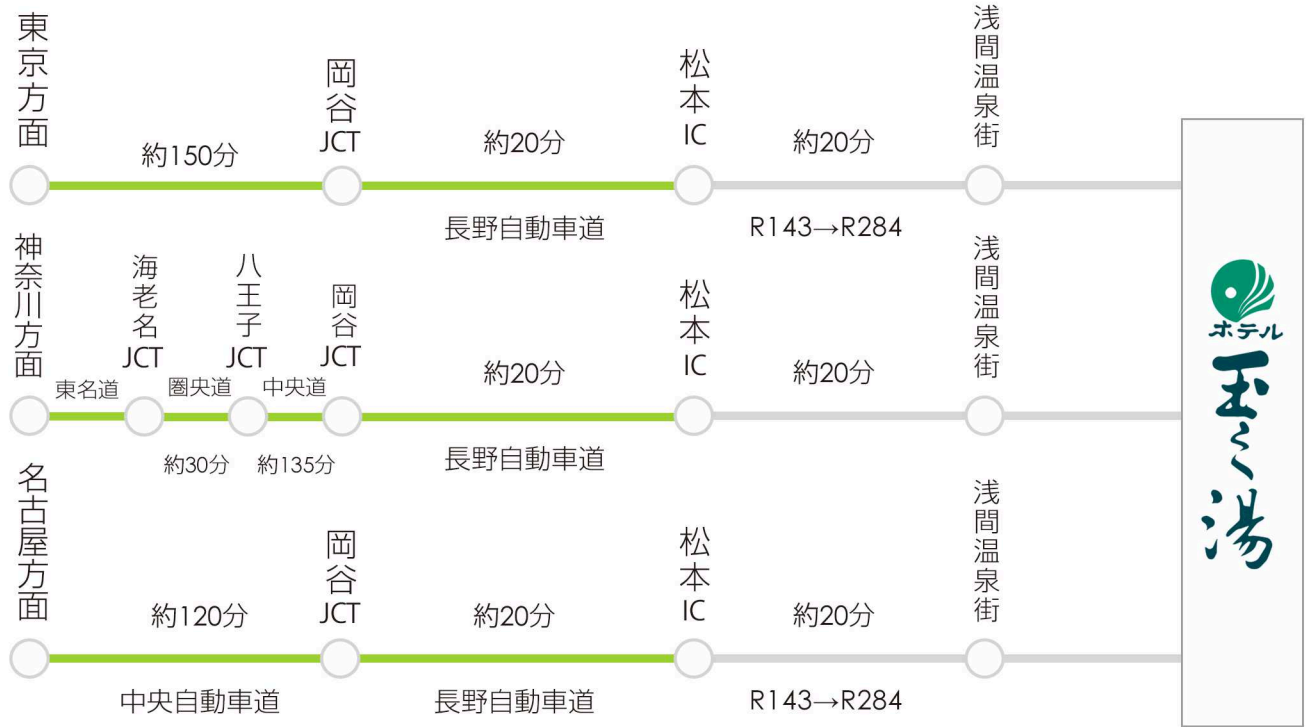 東京方面
約150分
岡谷JCT
約20分
長野自動車道
松本IC
約20分
R143→R284
浅間温泉街
神奈川方面
東名道
海老名JCT
圏央道
約30分
八王子JCT
中央道
約135分
岡谷JCT
約20分
長野自動車道
松本IC
約20分
浅間温泉街
名古屋方面
約120分
中央自動車道
岡谷JCT
約20分
長野自動車道
松本IC
約20分
R143→R284
浅間温泉街
ホテル
玉之湯